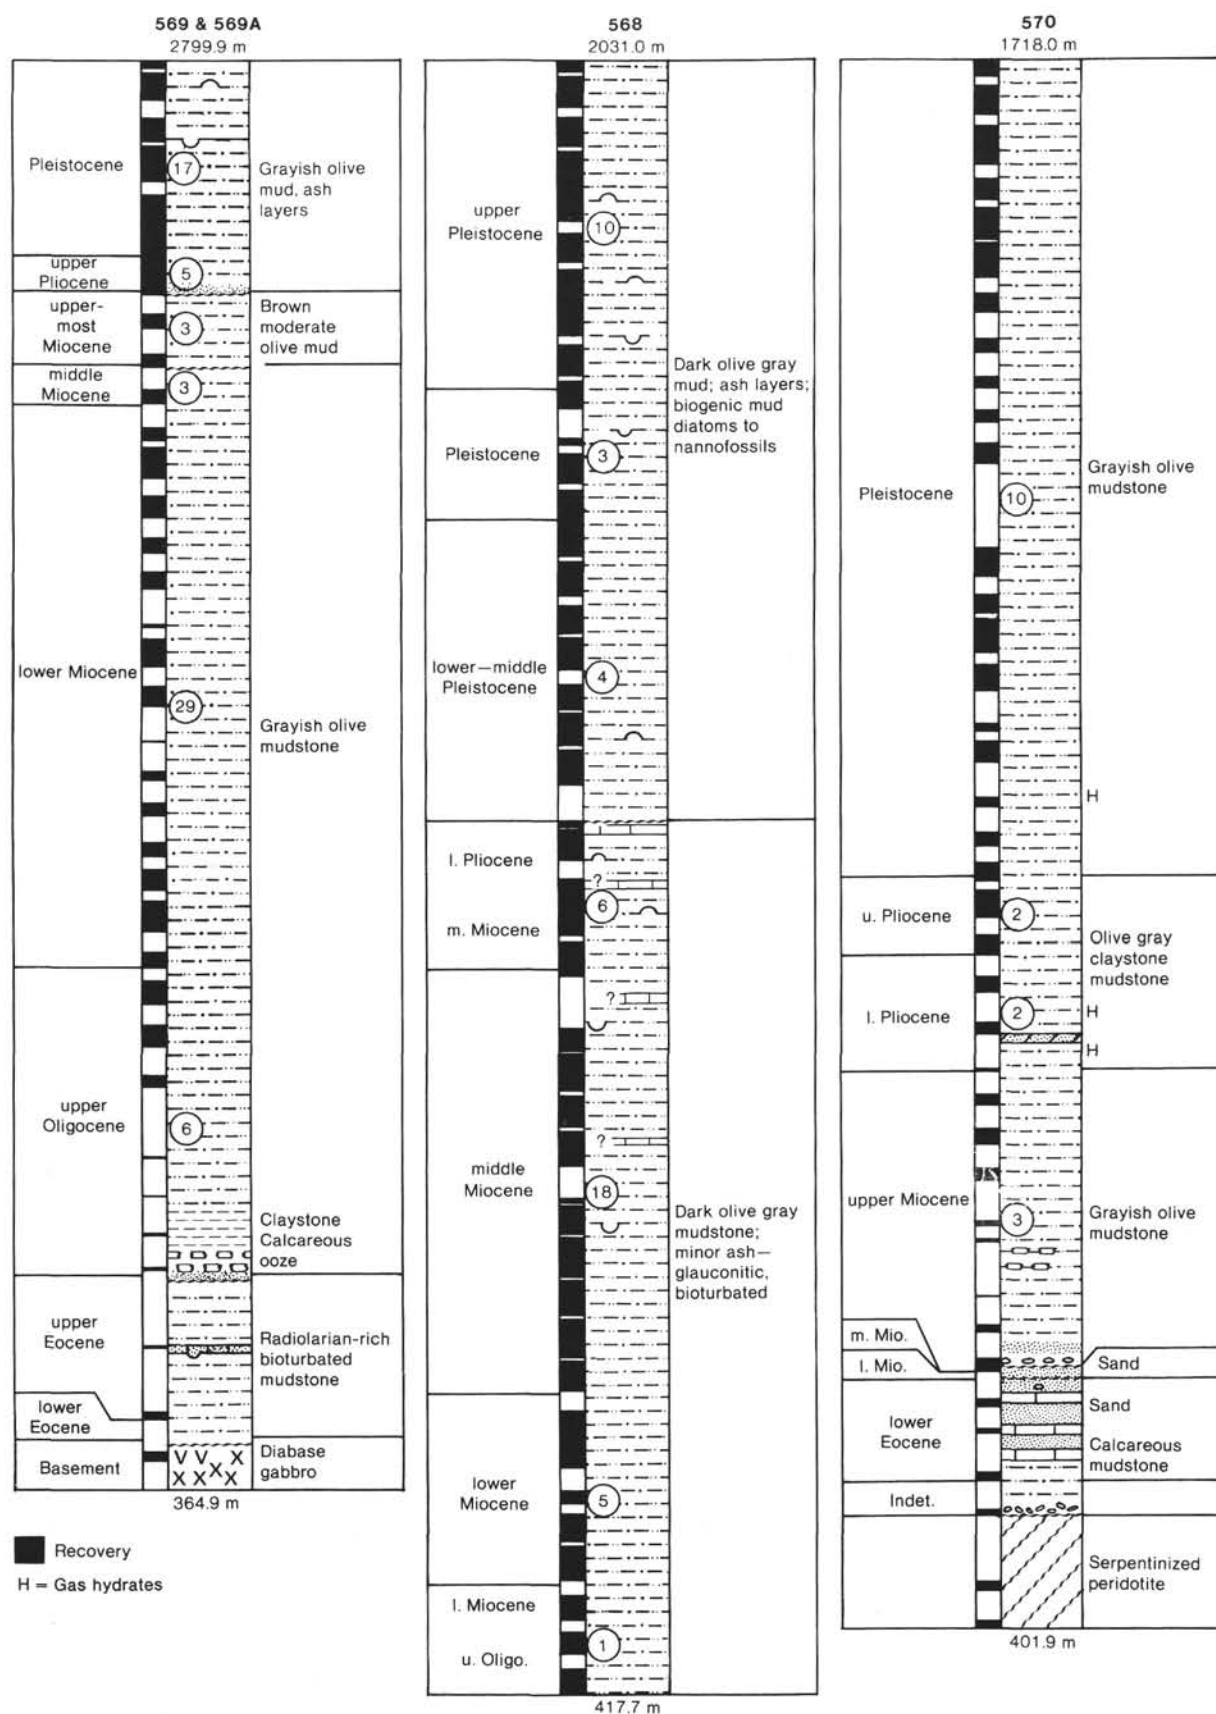 569 & 569A
2799.9 m
Pleistocene
17
Grayish olive
mud, ash
layers
upper
Pliocene
5
upper-
most
Miocene
3
Brown
moderate
olive mud
middle
Miocene
3
lower Miocene
29
Grayish olive
mudstone
upper
Oligocene
6
Claystone
Calcareous
ooze
upper
Eocene
Radiolarian-rich
bioturbated
mudstone
lower
Eocene
Basement
V V V
X X X X
Diabase
gabbro
364.9 m
Recovery
H = Gas hydrates
568
2031.0 m
upper
Pleistocene
10
Dark olive gray
mud; ash layers;
biogenic mud
diatoms to
nannofossils
Pleistocene
3
lower—middle
Pleistocene
4
l. Pliocene
?
6
m. Miocene
?
?
middle
Miocene
18
Dark olive gray
mudstone;
minor ash—
glauconitic,
bioturbated
lower
Miocene
5
l. Miocene
1
u. Oligo.
417.7 m
570
1718.0 m
Pleistocene
10
Grayish olive
mudstone
H
u. Pliocene
2
Olive gray
claystone
mudstone
l. Pliocene
2
H
H
upper Miocene
3
Grayish olive
mudstone
m. Mio.
l. Mio.
Sand
lower
Eocene
Sand
Calcareous
mudstone
Indet.
Serpentinized
peridotite
401.9 m